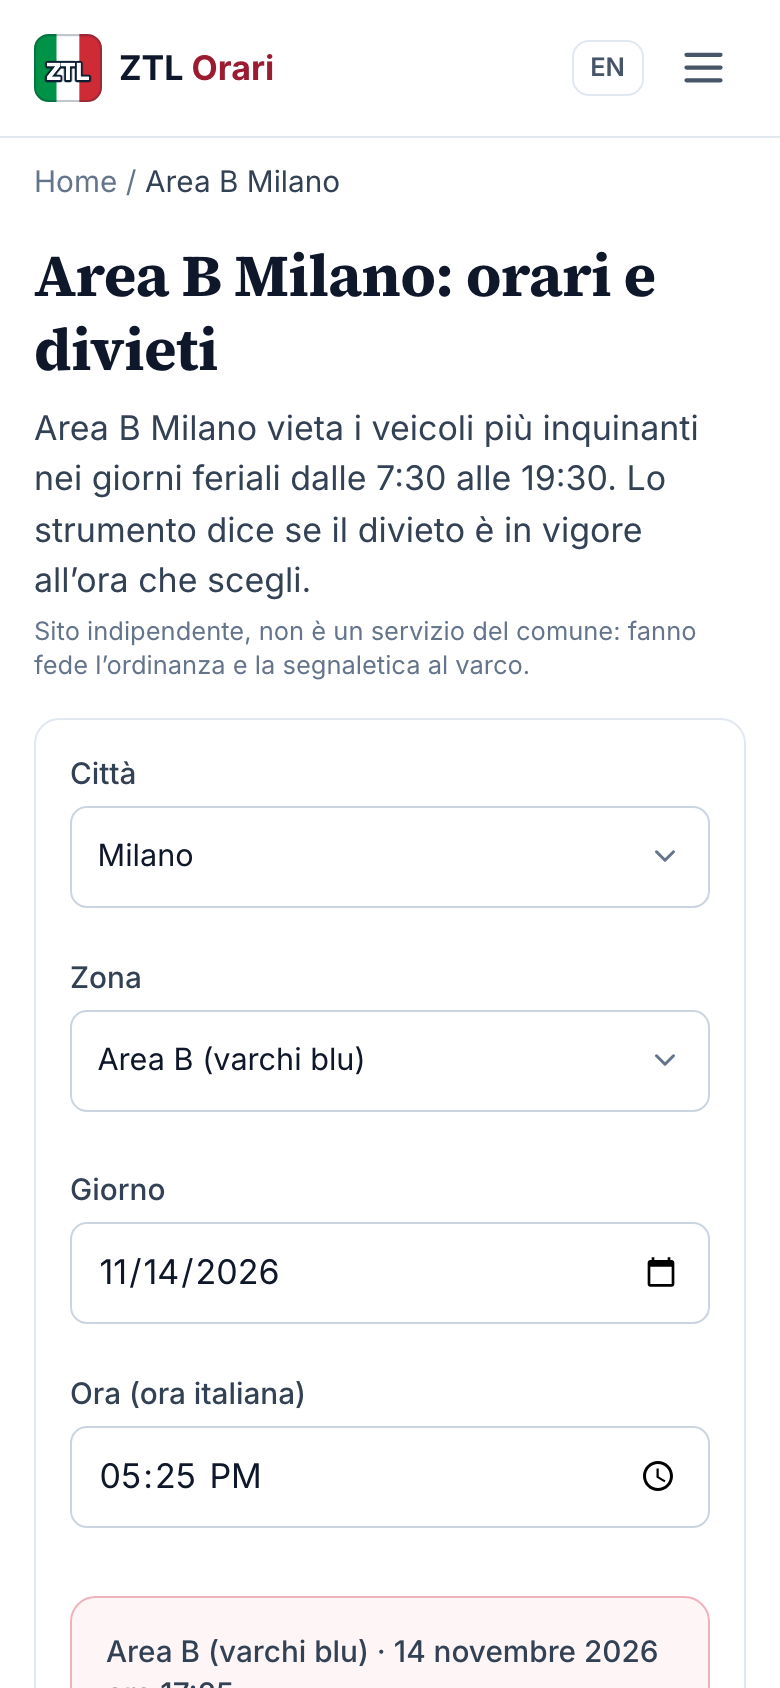 ZTL
ZTL Orari
EN
Home / Area B Milano
Area B Milano: orari e
divieti
Area B Milano vieta i veicoli più inquinanti
nei giorni feriali dalle 7:30 alle 19:30. Lo
strumento dice se il divieto è in vigore
all’ora che scegli.
Sito indipendente, non è un servizio del comune: fanno
fede l’ordinanza e la segnaletica al varco.
Città
Milano
Zona
Area B (varchi blu)
Giorno
11/14/2026
Ora (ora italiana)
05:25 PM
Area B (varchi blu) · 14 novembre 2026